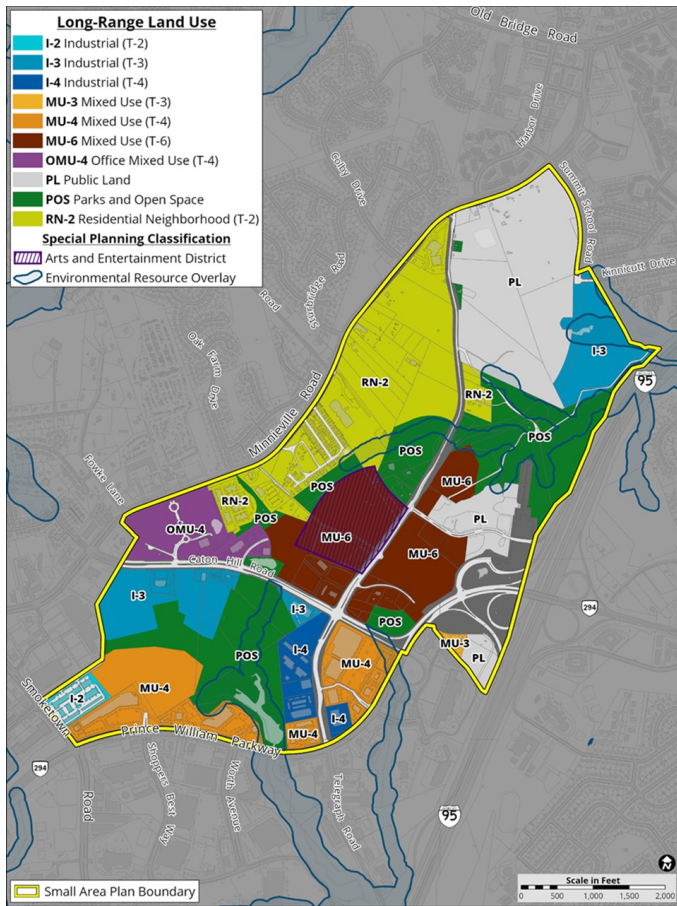 Long-Range Land Use
I-2 Industrial (T-2)
I-3 Industrial (T-3)
I-4 Industrial (T-4)
MU-3 Mixed Use (T-3)
MU-4 Mixed Use (T-4)
MU-6 Mixed Use (T-6)
OMU-4 Office Mixed Use (T-4)
PL Public Land
POS Parks and Open Space
RN-2 Residential Neighborhood (T-2)
Special Planning Classification
Arts and Entertainment District
Environmental Resource Overlay
Old Bridge Road
Harbor Drive
Colby Drive
Summit School Road
Kinnicutt Drive
Sturbridge Road
Road
Oak Farm Drive
Minnieville Road
Fowke Lane
PL
I-3
95
RN-2
RN-2
POS
POS
MU-6
POS
RN-2
POS
PL
OMU-4
MU-6
MU-6
Caton Hill Road
I-3
I-3
294
POS
I-4
MU-3
POS
MU-4
PL
I-2
MU-4
I-4
MU-4
Smoketown
Road
Prince William Parkway
294
Shoppers Best Way
Worth Avenue
Telegraph Road
95
N
Small Area Plan Boundary
Scale in Feet
0 500 1,000 1,500 2,000